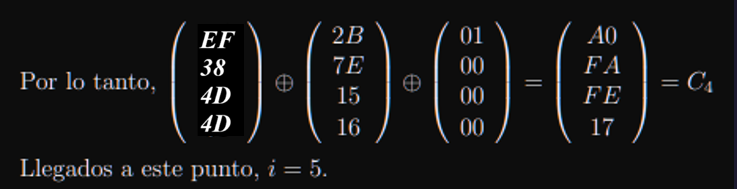 Por lo tanto, ( EF 38 4D 4D ) ⊕ ( 2B 7E 15 16 ) ⊕ ( 01 00 00 00 ) = ( A0 FA FE 17 ) = C₄
Llegados a este punto, i = 5.